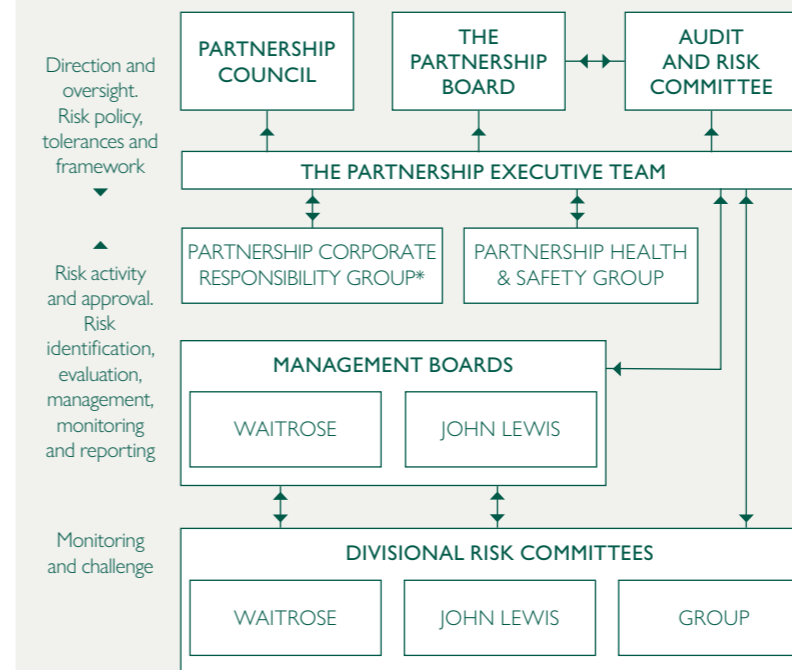 PARTNERSHIP
COUNCIL
THE
PARTNERSHIP
BOARD
AUDIT
AND RISK
COMMITTEE
Direction and
oversight.
Risk policy,
tolerances and
framework
THE PARTNERSHIP EXECUTIVE TEAM
PARTNERSHIP CORPORATE
RESPONSIBILITY GROUP*
PARTNERSHIP HEALTH
& SAFETY GROUP
Risk activity
and approval.
Risk
identification,
evaluation,
management,
monitoring
and reporting
MANAGEMENT BOARDS
WAITROSE
JOHN LEWIS
Monitoring
and challenge
DIVISIONAL RISK COMMITTEES
WAITROSE
JOHN LEWIS
GROUP